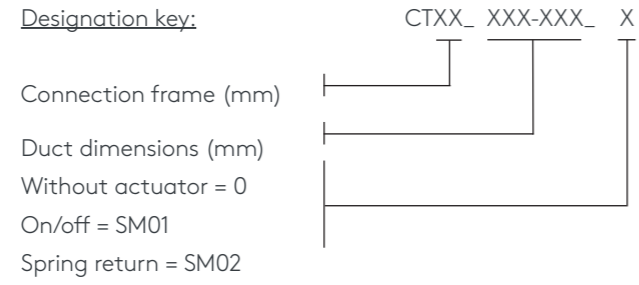 Designation key: CTXX_ XXX-XXX_ X
Connection frame (mm)
Duct dimensions (mm)
Without actuator = 0
On/off = SM01
Spring return = SM02